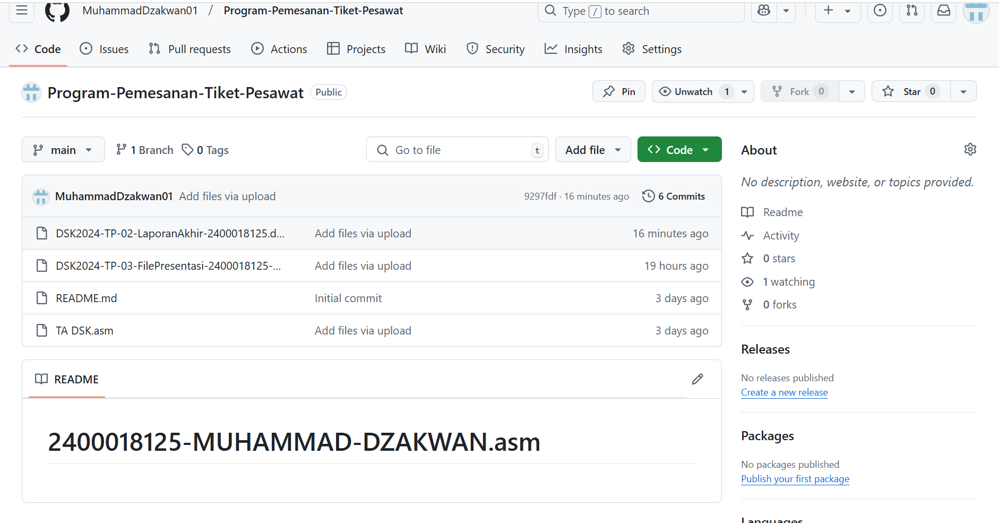 MuhammadDzakwan01 / Program-Pemesanan-Tiket-Pesawat
Type / to search
Code Issues Pull requests Actions Projects Wiki Security Insights Settings
Program-Pemesanan-Tiket-Pesawat Public
Pin Unwatch 1 Fork 0 Star 0
main 1 Branch 0 Tags
Go to file t
Add file Code
MuhammadDzakwan01 Add files via upload 9297fdf · 16 minutes ago 6 Commits
DSK2024-TP-02-LaporanAkhir-2400018125.d... Add files via upload 16 minutes ago
DSK2024-TP-03-FilePresentasi-2400018125-... Add files via upload 19 hours ago
README.md Initial commit 3 days ago
TA DSK.asm Add files via upload 3 days ago
README
2400018125-MUHAMMAD-DZAKWAN.asm
About
No description, website, or topics provided.
Readme
Activity
0 stars
1 watching
0 forks
Releases
No releases published
Create a new release
Packages
No packages published
Publish your first package
Languages